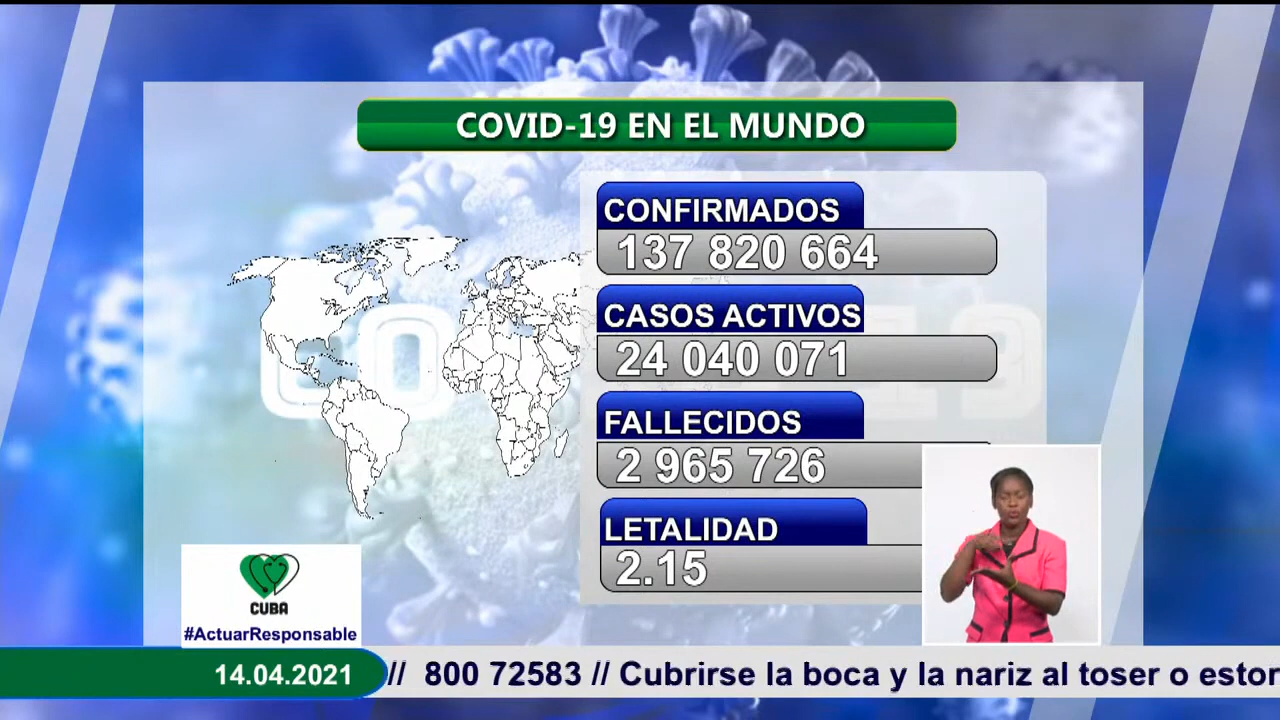 COVID-19 EN EL MUNDO
CONFIRMADOS
137 820 664
CASOS ACTIVOS
24 040 071
FALLECIDOS
2 965 726
LETALIDAD
2.15
CUBA
#ActuarResponsable
14.04.2021
// 800 72583 // Cubrirse la boca y la nariz al toser o estor